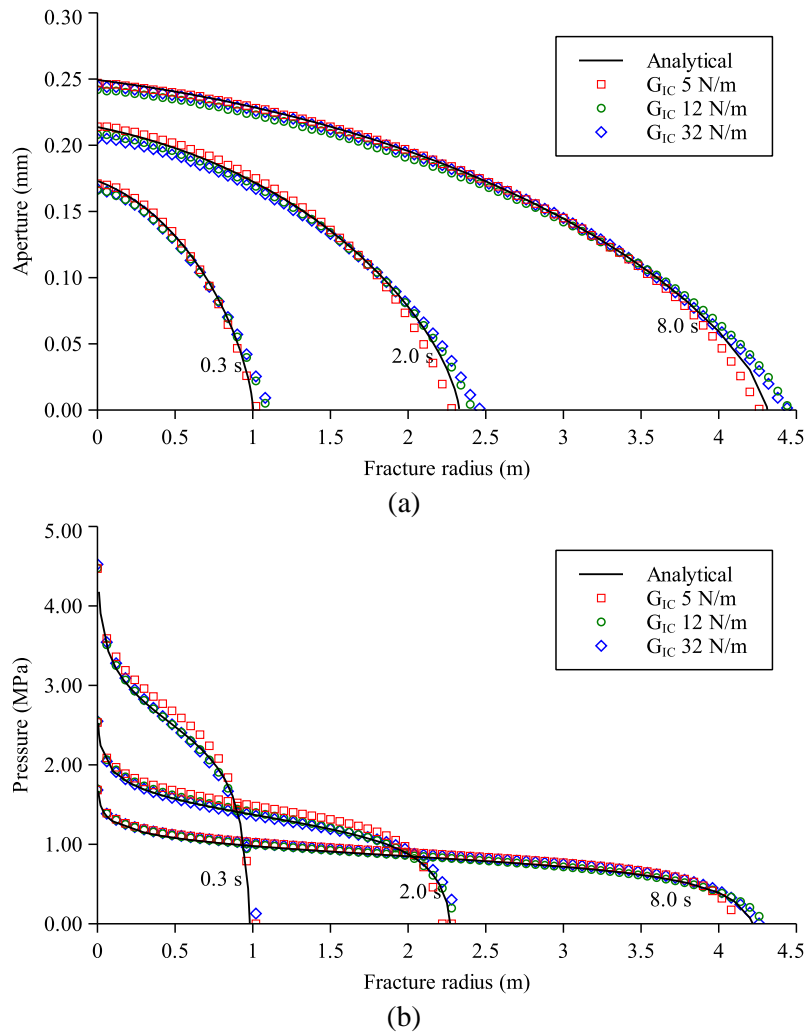 0.30
0.25
0.20
0.15
0.10
0.05
0.00
Aperture (mm)
Analytical
G_IC 5 N/m
G_IC 12 N/m
G_IC 32 N/m
0.3 s
2.0 s
8.0 s
0 0.5 1 1.5 2 2.5 3 3.5 4 4.5
Fracture radius (m)
(a)
5.00
4.00
3.00
2.00
1.00
0.00
Pressure (MPa)
Analytical
G_IC 5 N/m
G_IC 12 N/m
G_IC 32 N/m
0.3 s
2.0 s
8.0 s
0 0.5 1 1.5 2 2.5 3 3.5 4 4.5
Fracture radius (m)
(b)